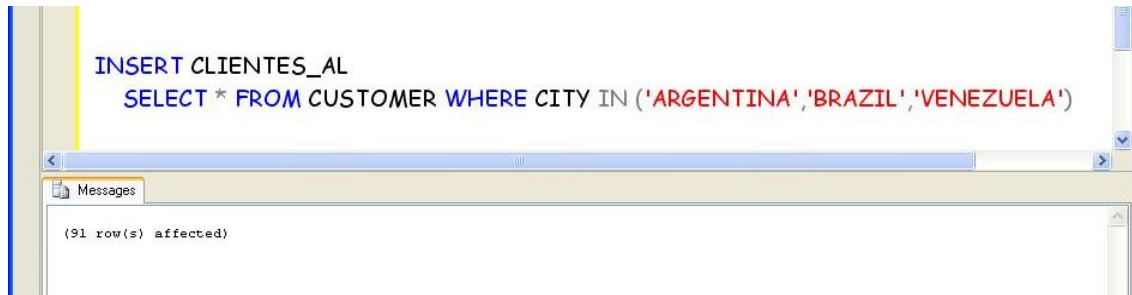 INSERT CLIENTES_AL
SELECT * FROM CUSTOMER WHERE CITY IN ('ARGENTINA','BRAZIL','VENEZUELA')
Messages
(91 row(s) affected)